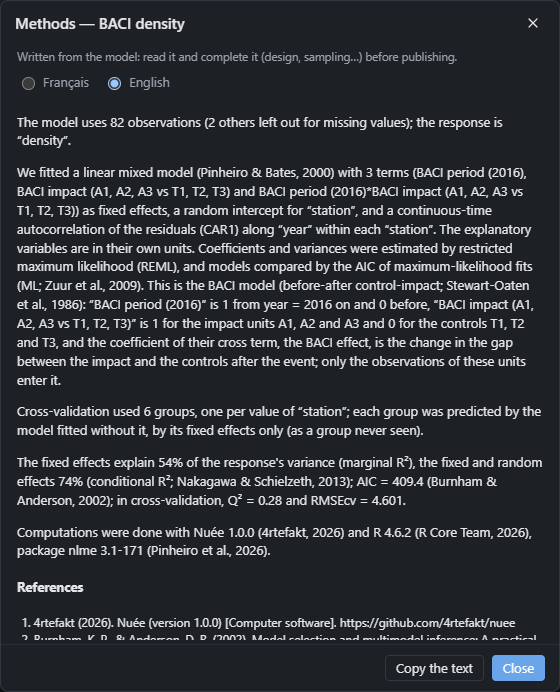 Methods — BACI density
Written from the model: read it and complete it (design, sampling...) before publishing.
Français
English
The model uses 82 observations (2 others left out for missing values); the response is
“density”.
We fitted a linear mixed model (Pinheiro & Bates, 2000) with 3 terms (BACI period (2016),
BACI impact (A1, A2, A3 vs T1, T2, T3) and BACI period (2016)*BACI impact (A1, A2, A3 vs
T1, T2, T3)) as fixed effects, a random intercept for “station”, and a continuous-time
autocorrelation of the residuals (CAR1) along “year” within each “station”. The explanatory
variables are in their own units. Coefficients and variances were estimated by restricted
maximum likelihood (REML), and models compared by the AIC of maximum-likelihood fits
(ML; Zuur et al., 2009). This is the BACI model (before-after control-impact; Stewart-Oaten
et al., 1986): “BACI period (2016)” is 1 from year = 2016 on and 0 before, “BACI impact (A1,
A2, A3 vs T1, T2, T3)” is 1 for the impact units A1, A2 and A3 and 0 for the controls T1, T2
and T3, and the coefficient of their cross term, the BACI effect, is the change in the gap
between the impact and the controls after the event; only the observations of these units
enter it.
Cross-validation used 6 groups, one per value of “station”; each group was predicted by the
model fitted without it, by its fixed effects only (as a group never seen).
The fixed effects explain 54% of the response's variance (marginal R²), the fixed and random
effects 74% (conditional R²; Nakagawa & Schielzeth, 2013); AIC = 409.4 (Burnham &
Anderson, 2002); in cross-validation, Q² = 0.28 and RMSEcv = 4.601.
Computations were done with Nuée 1.0.0 (4rtefakt, 2026) and R 4.6.2 (R Core Team, 2026),
package nlme 3.1-171 (Pinheiro et al., 2026).
References
1. 4rtefakt (2026). Nuée (version 1.0.0) [Computer software]. https://github.com/4rtefakt/nuee
2. Burnham, K. P., & Anderson, D. R. (2002). Model selection and multimodel inference: A practical
Copy the text
Close